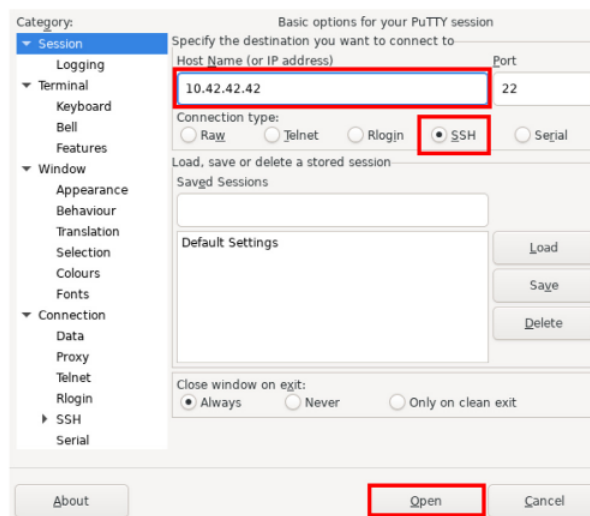 Category:
Session
Logging
Terminal
Keyboard
Bell
Features
Window
Appearance
Behaviour
Translation
Selection
Colours
Fonts
Connection
Data
Proxy
Telnet
Rlogin
SSH
Serial
Basic options for your PuTTY session
Specify the destination you want to connect to
Host Name (or IP address) Port
10.42.42.42 22
Connection type:
Raw Telnet Rlogin SSH Serial
Load, save or delete a stored session
Saved Sessions
Default Settings
Load
Save
Delete
Close window on exit:
Always Never Only on clean exit
About Open Cancel